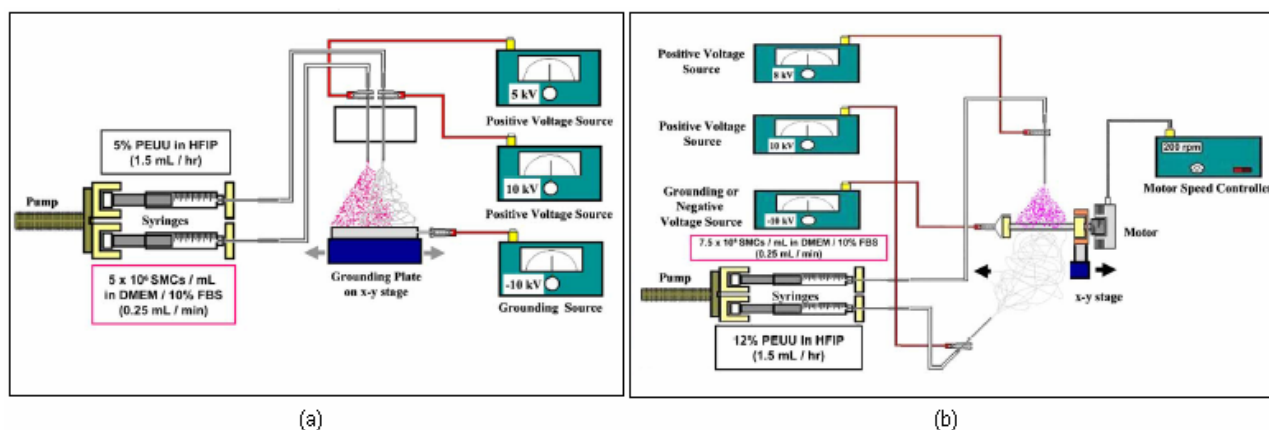 5% PEUU in HFIP
(1.5 mL / hr)
Pump
Syringes
5 x 10⁶ SMCs / mL
in DMEM / 10% FBS
(0.25 mL / min)
5 kV
Positive Voltage Source
10 kV
Positive Voltage Source
Grounding Plate
on x-y stage
-10 kV
Grounding Source
(a)
Positive Voltage
Source
8 kV
Positive Voltage
Source
10 kV
Grounding or
Negative
Voltage Source
-10 kV
7.5 x 10⁶ SMCs / mL in DMEM / 10% FBS
(0.25 mL / min)
Pump
Syringes
12% PEUU in HFIP
(1.5 mL / hr)
200 rpm
Motor Speed Controller
Motor
x-y stage
(b)